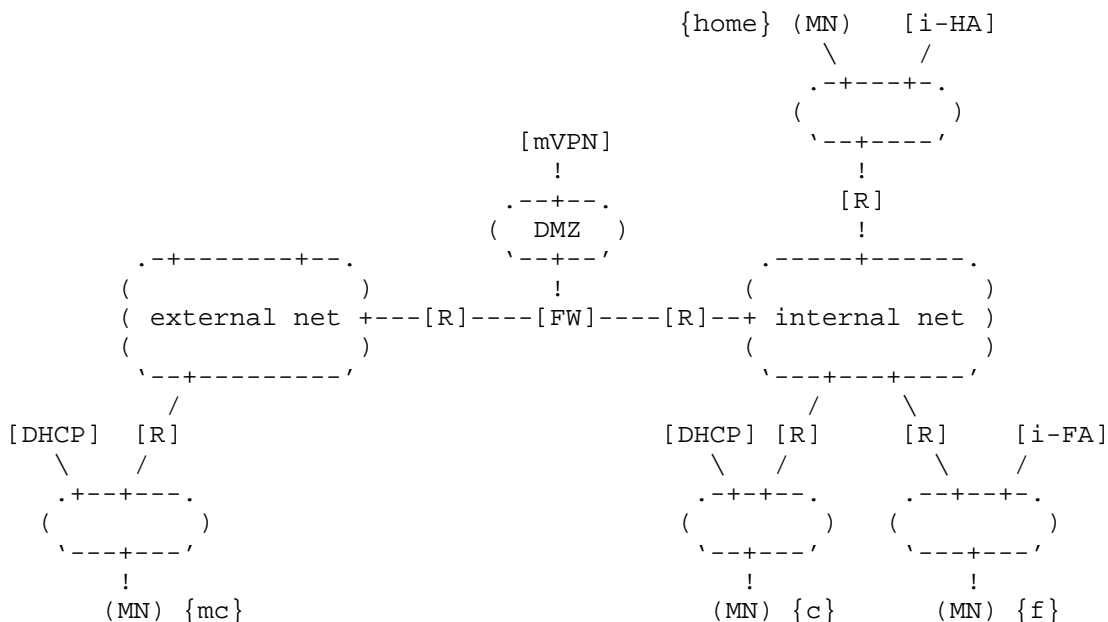 {home} (MN) [i-HA]
\ /
.-+---+-.
( )
[mVPN] `--+----'
! !
.--+--. [R]
( DMZ ) !
.-+-------+--. `--+--' .-----+------.
( ) ! ( )
( external net +---[R]----[FW]----[R]--+ internal net )
( ) ( )
`--+---------' `---+---+----'
/ / \
[DHCP] [R] [DHCP] [R] [R] [i-FA]
\ / \ / \ /
.+--+---. .-+-+--. .--+--+-.
( ) ( ) ( )
`---+---' `--+---' `---+---'
! ! !
(MN) {mc} (MN) {c} (MN) {f}